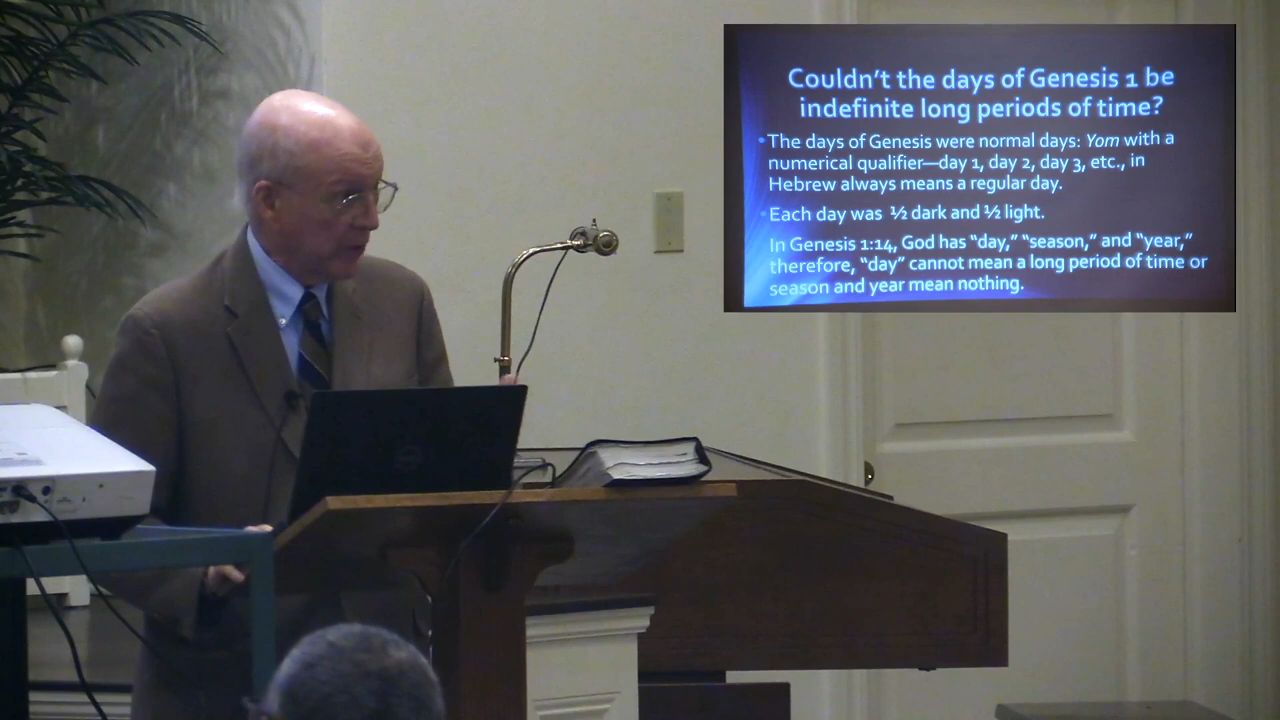 Couldn't the days of Genesis 1 be
indefinite long periods of time?
• The days of Genesis were normal days: Yom with a
numerical qualifier—day 1, day 2, day 3, etc., in
Hebrew always means a regular day.
• Each day was ½ dark and ½ light.
In Genesis 1:14, God has "day," "season," and "year,"
therefore, "day" cannot mean a long period of time or
season and year mean nothing.